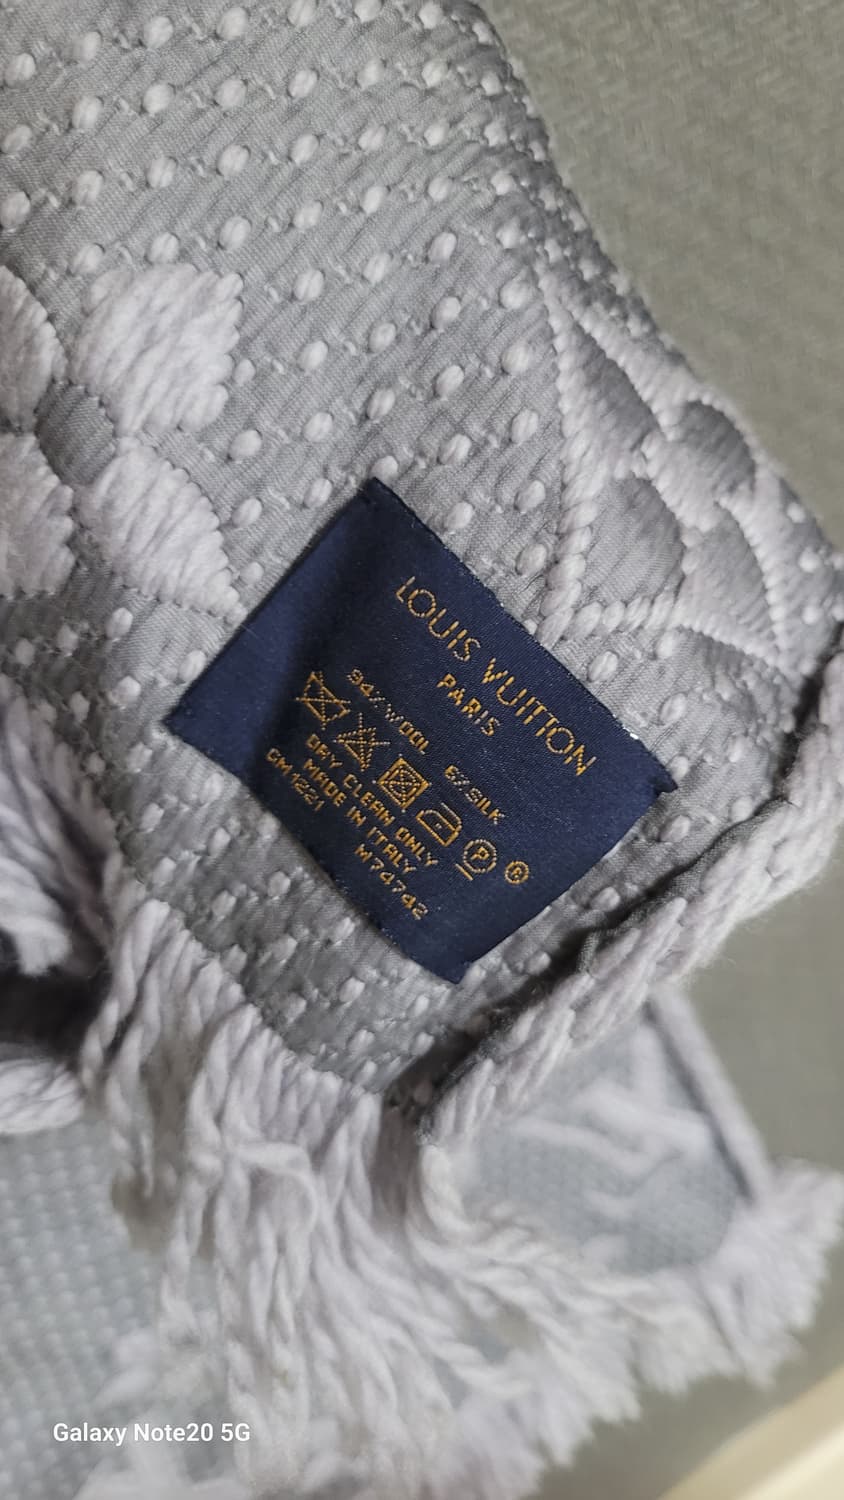 LOUIS VUITTON
PARIS
94% WOOL 6% SILK
P ®
DRY CLEAN ONLY
MADE IN ITALY
GM1221 M74742
Galaxy Note20 5G